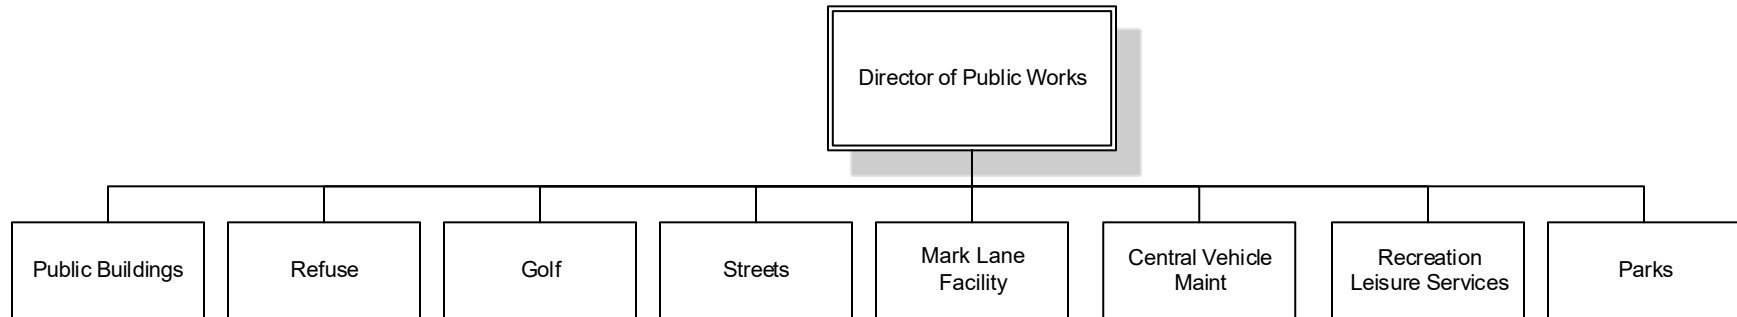 Director of Public Works
Public Buildings
Refuse
Golf
Streets
Mark Lane
Facility
Central Vehicle
Maint
Recreation
Leisure Services
Parks